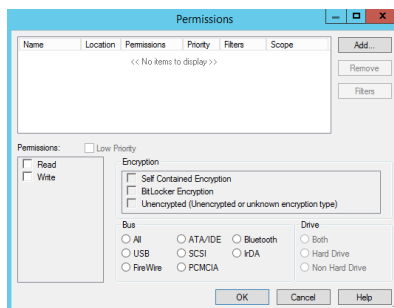 Permissions
Name Location Permissions Priority Filters Scope
Add...
<< No items to display >>
Remove
Filters
Permissions: Low Priority
Read
Write
Encryption
Self Contained Encryption
BitLocker Encryption
Unencrypted (Unencrypted or unknown encryption type)
Bus
All ATA/IDE Bluetooth
USB SCSI IrDA
FireWire PCMCIA
Drive
Both
Hard Drive
Non Hard Drive
OK Cancel Help